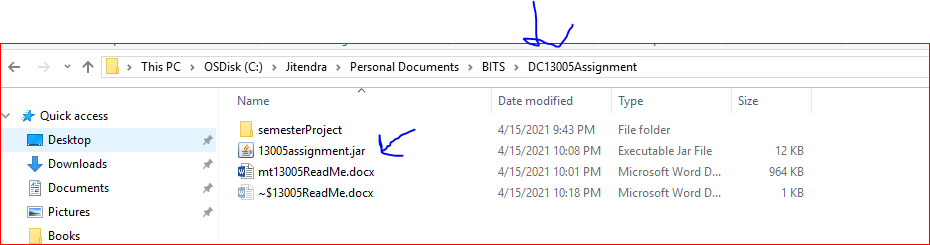 This PC > OSDisk (C:) > Jitendra > Personal Documents > BITS > DC13005Assignment
Name Date modified Type Size
Quick access
Desktop
Downloads
Documents
Pictures
Books
semesterProject 4/15/2021 9:43 PM File folder
13005assignment.jar 4/15/2021 10:08 PM Executable Jar File 12 KB
mt13005ReadMe.docx 4/15/2021 10:01 PM Microsoft Word D... 964 KB
~$13005ReadMe.docx 4/15/2021 10:18 PM Microsoft Word D... 1 KB